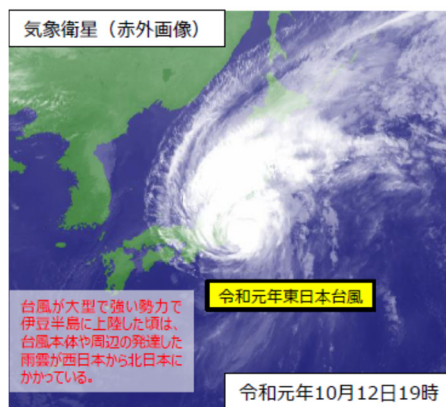 気象衛星（赤外画像）
令和元年東日本台風
台風が大型で強い勢力で
伊豆半島に上陸した頃は、
台風本体や周辺の発達した
雨雲が西日本から北日本に
かかっている。
令和元年10月12日19時